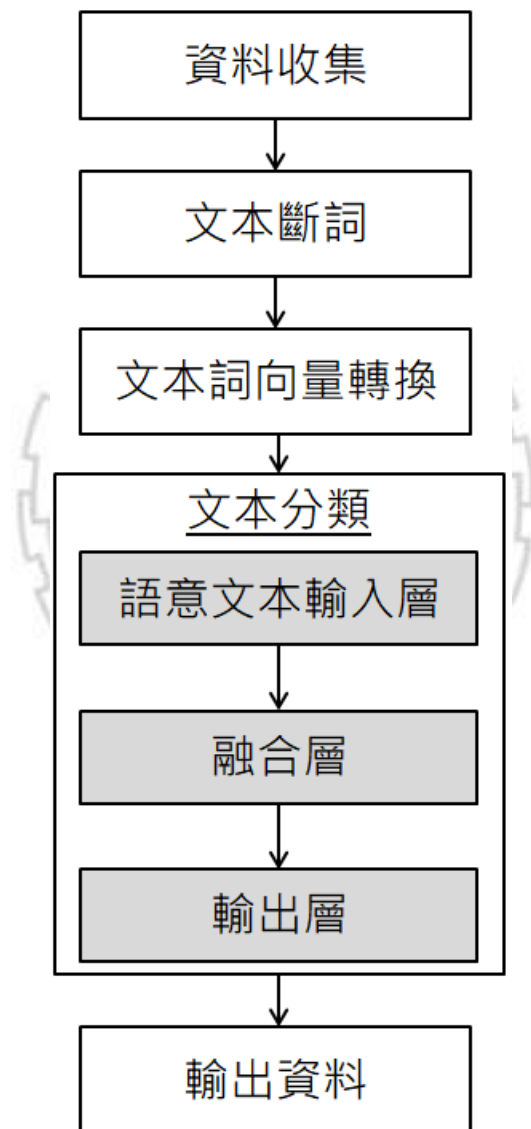 資料收集
文本斷詞
文本詞向量轉換
文本分類
語意文本輸入層
融合層
輸出層
輸出資料